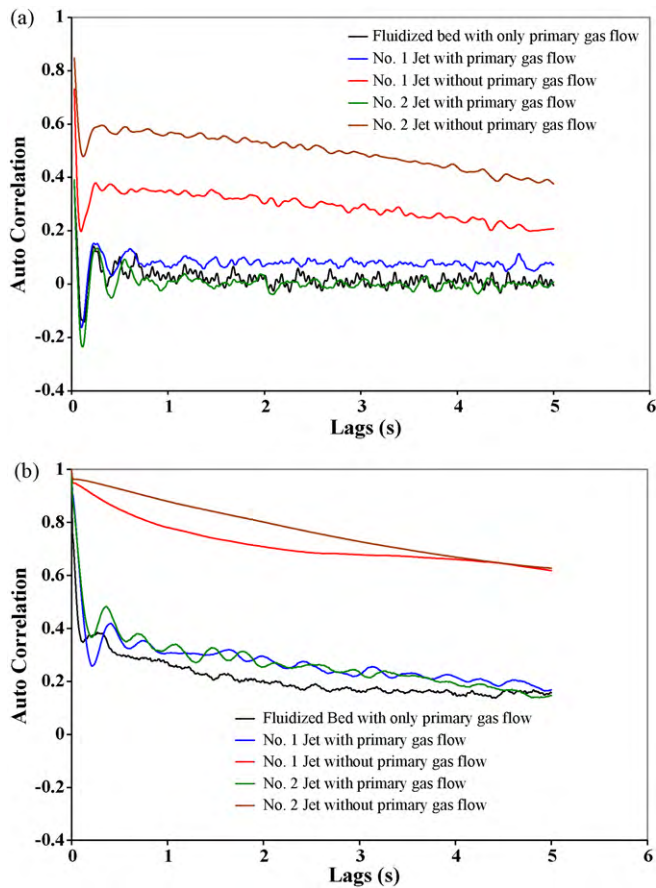 (a)
1
0.8
0.6
0.4
0.2
0
-0.2
-0.4
Auto Correlation
Fluidized bed with only primary gas flow
No. 1 Jet with primary gas flow
No. 1 Jet without primary gas flow
No. 2 Jet with primary gas flow
No. 2 Jet without primary gas flow
0 1 2 3 4 5 6
Lags (s)
(b)
1
0.8
0.6
0.4
0.2
0
-0.2
-0.4
Auto Correlation
Fluidized Bed with only primary gas flow
No. 1 Jet with primary gas flow
No. 1 Jet without primary gas flow
No. 2 Jet with primary gas flow
No. 2 Jet without primary gas flow
0 1 2 3 4 5 6
Lags (s)